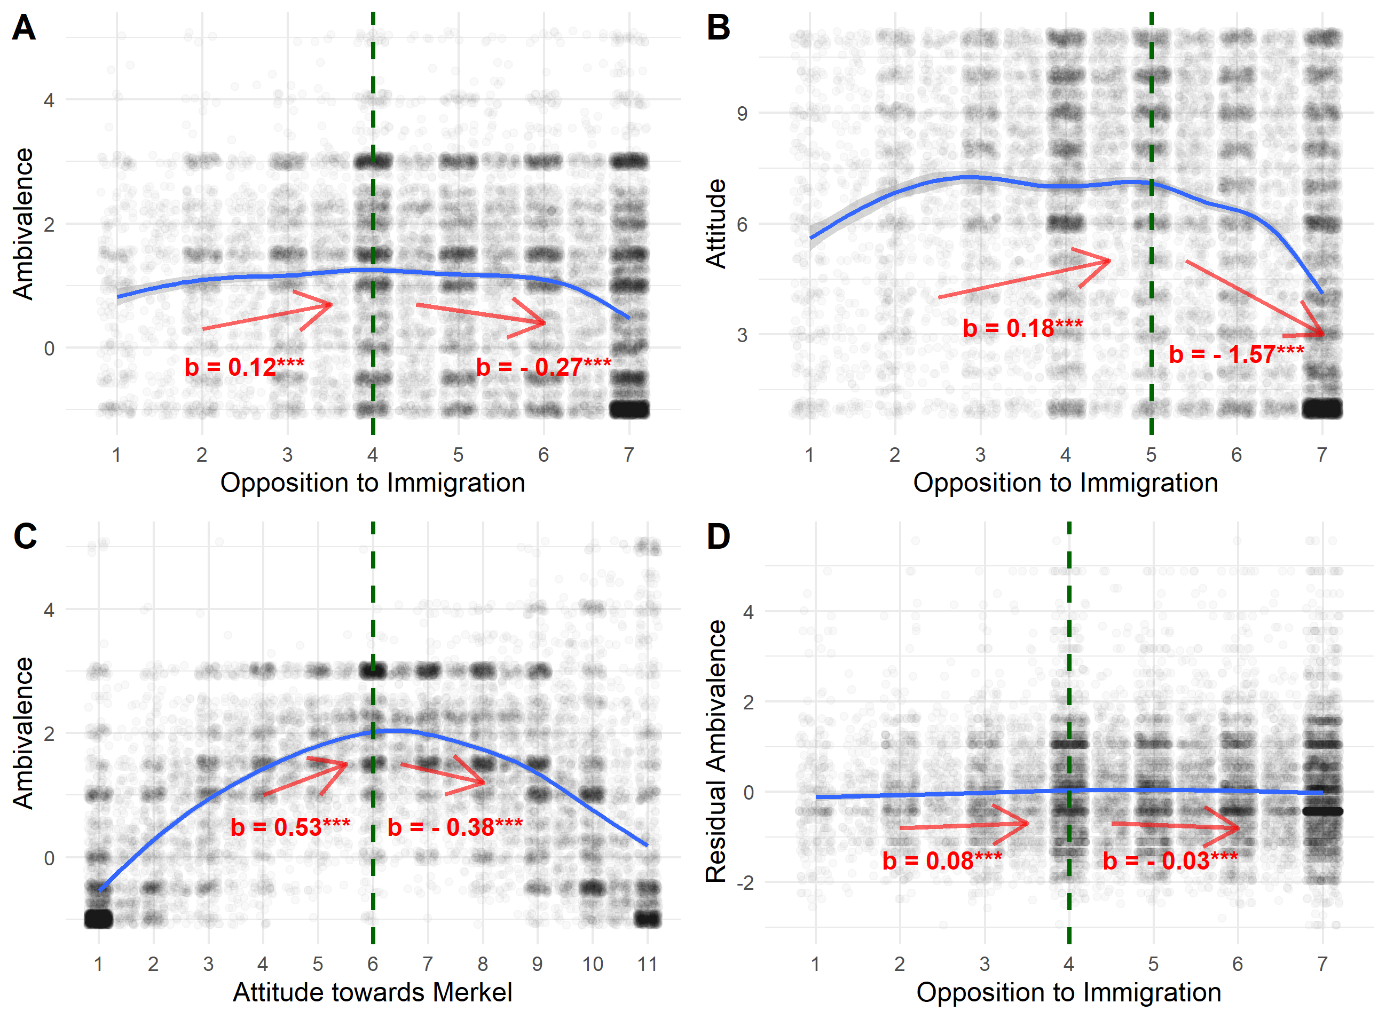 A
Ambivalence
4
2
0
b = 0.12***
b = - 0.27***
1 2 3 4 5 6 7
Opposition to Immigration
B
Attitude
9
6
3
b = 0.18***
b = - 1.57***
1 2 3 4 5 6 7
Opposition to Immigration
C
Ambivalence
4
2
0
b = 0.53***
b = - 0.38***
1 2 3 4 5 6 7 8 9 10 11
Attitude towards Merkel
D
Residual Ambivalence
4
2
0
-2
b = 0.08***
b = - 0.03***
1 2 3 4 5 6 7
Opposition to Immigration